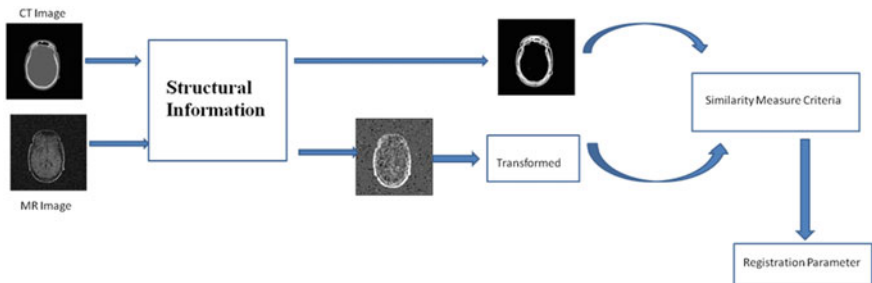 CT Image
Structural
Information
Similarity Measure Criteria
Transformed
MR Image
Registration Parameter